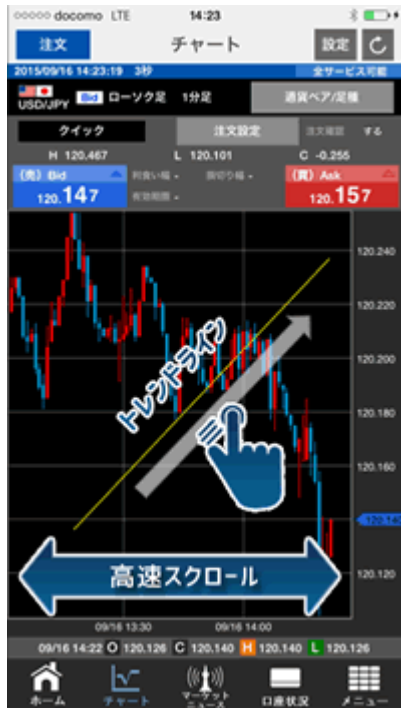 docomo LTE 14:23
注文 チャート 設定
2015/09/16 14:23:19 3秒 全サービス可能
USD/JPY Bid ローソク足 1分足 通貨ペア/足種
クイック 注文設定 注文確認 する
H 120.467 L 120.101 C -0.255
(売) Bid 利食い幅 - 損切り幅 - (買) Ask
120.147 有効期限 - 120.157
120.240
120.220
トレンドライン
120.200
120.180
120.160
120.140
高速スクロール
120.120
09/16 13:30 09/16 14:00
09/16 14:22 O 120.126 C 120.140 H 120.140 L 120.126
ホーム チャート マーケットニュース 口座状況 メニュー